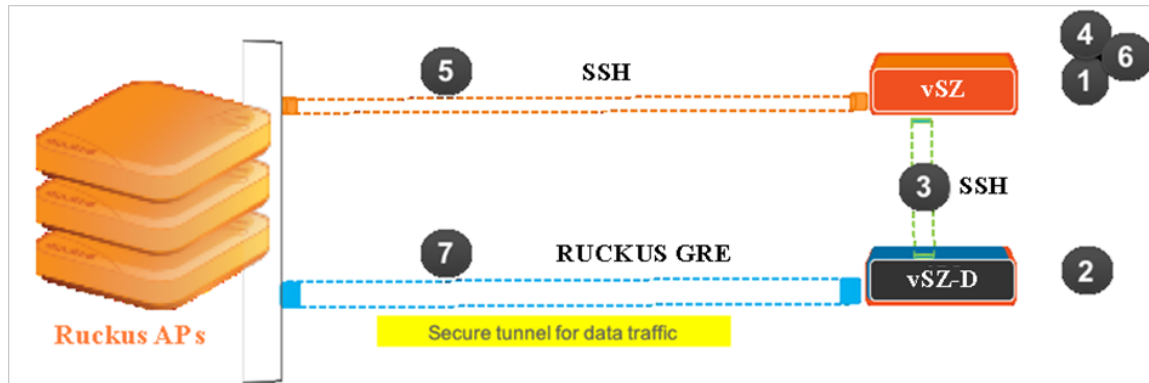 4
6
5
SSH
1
vSZ
3
SSH
7
RUCKUS GRE
vSZ-D
2
Secure tunnel for data traffic
Ruckus APs